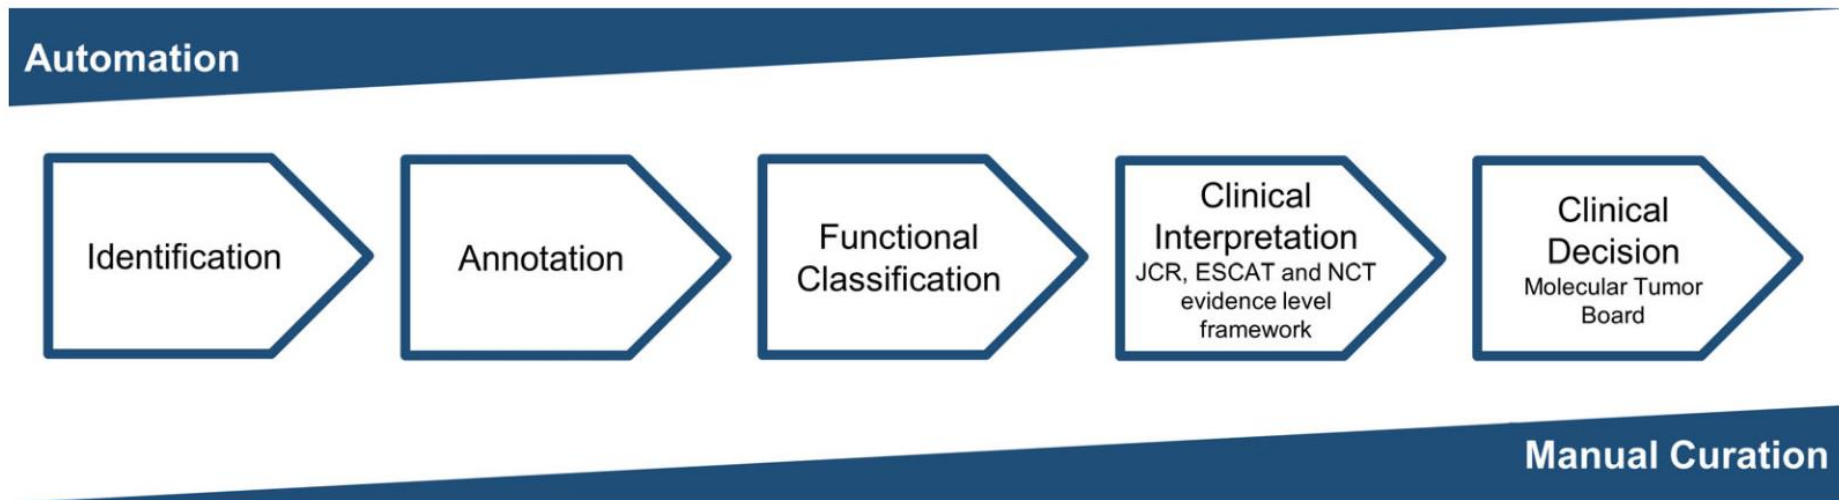 Automation
Identification
Annotation
Functional
Classification
Clinical
Interpretation
JCR, ESCAT and NCT
evidence level
framework
Clinical
Decision
Molecular Tumor
Board
Manual Curation